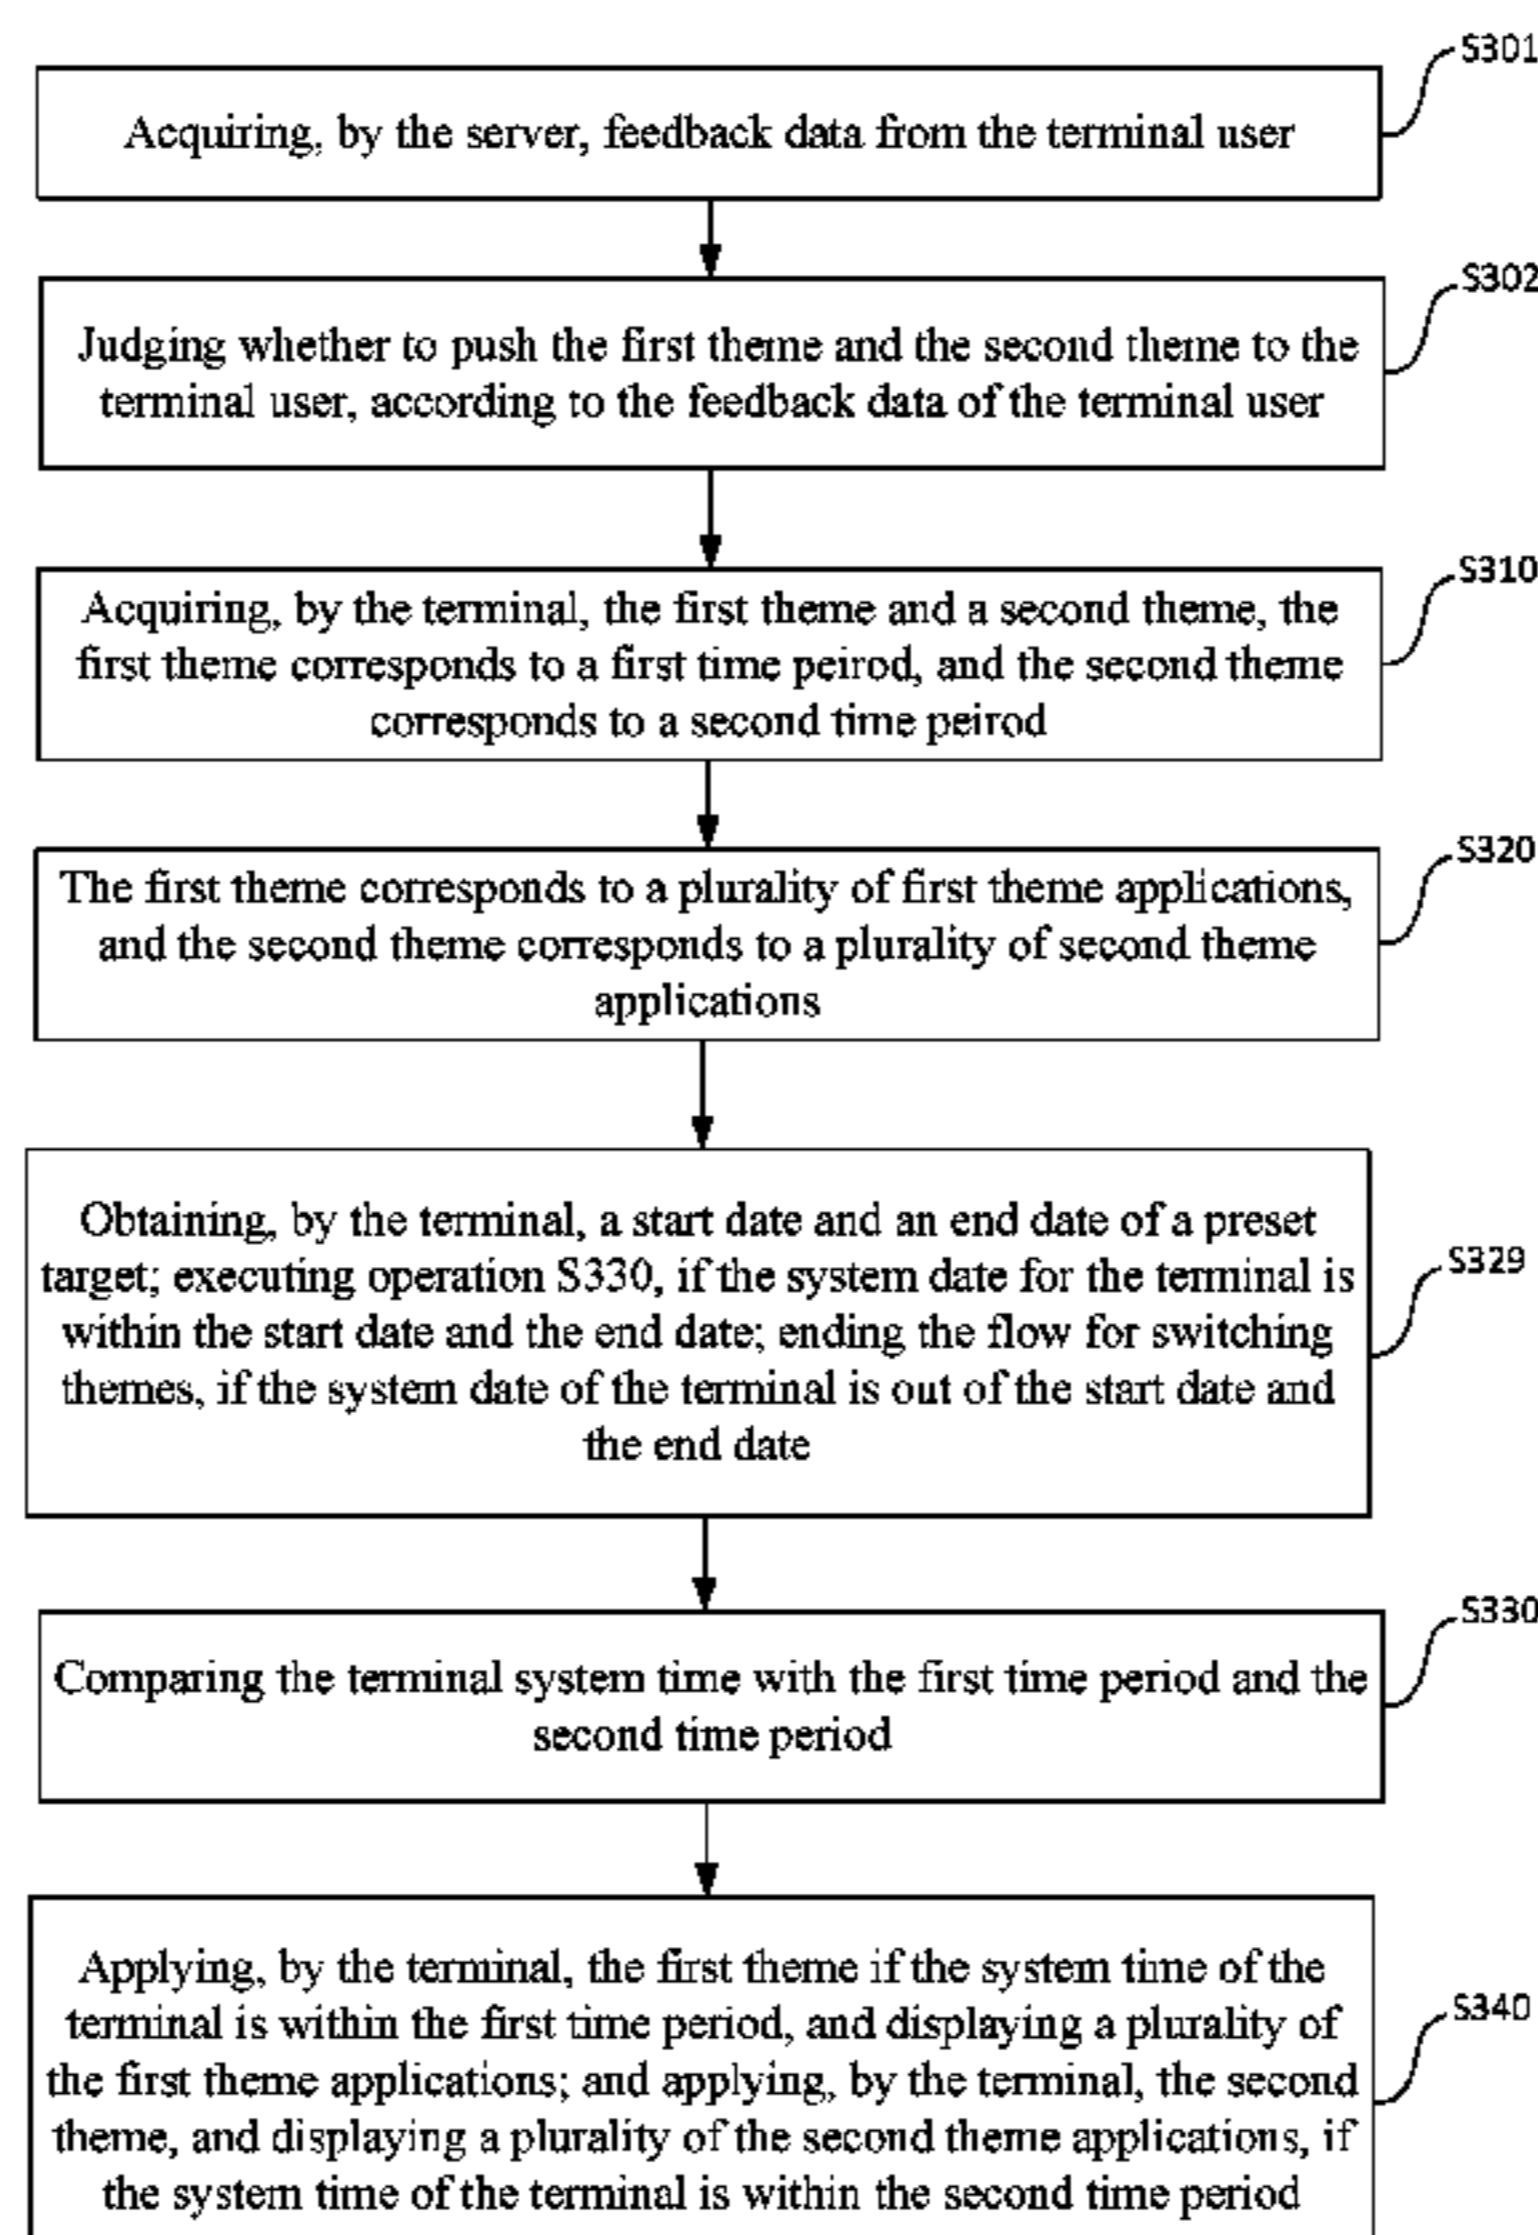 S301
Acquiring, by the server, feedback data from the terminal user
S302
Judging whether to push the first theme and the second theme to the
terminal user, according to the feedback data of the terminal user
S310
Acquiring, by the terminal, the first theme and a second theme, the
first theme corresponds to a first time peirod, and the second theme
corresponds to a second time peirod
S320
The first theme corresponds to a plurality of first theme applications,
and the second theme corresponds to a plurality of second theme
applications
S329
Obtaining, by the terminal, a start date and an end date of a preset
target; executing operation S330, if the system date for the terminal is
within the start date and the end date; ending the flow for switching
themes, if the system date of the terminal is out of the start date and
the end date
S330
Comparing the terminal system time with the first time period and the
second time period
S340
Applying, by the terminal, the first theme if the system time of the
terminal is within the first time period, and displaying a plurality of
the first theme applications; and applying, by the terminal, the second
theme, and displaying a plurality of the second theme applications, if
the system time of the terminal is within the second time period